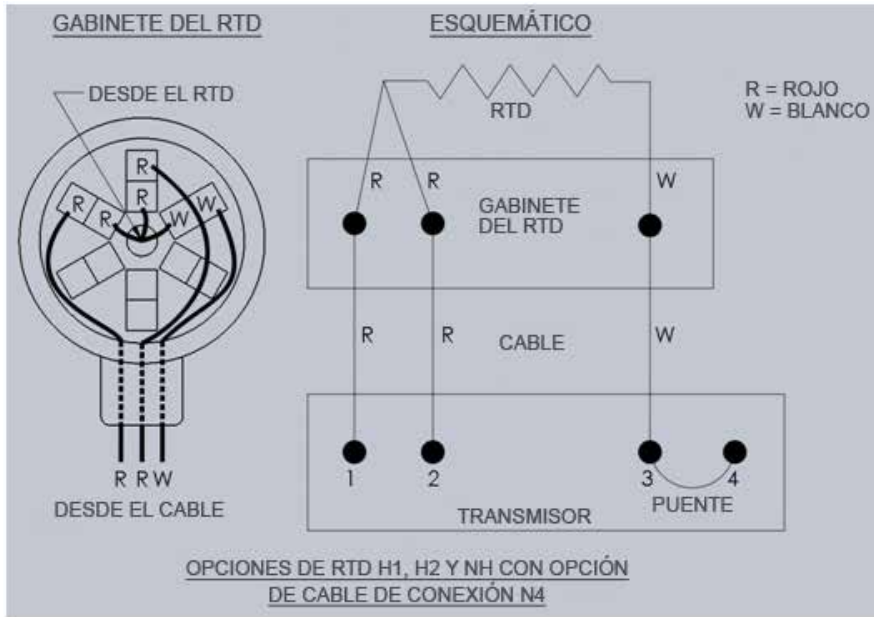 GABINETE DEL RTD
ESQUEMÁTICO
DESDE EL RTD
RTD
R = ROJO
W = BLANCO
R
R
R
R
W
W
R
R
W
GABINETE
DEL RTD
R
R
CABLE
W
R R W
DESDE EL CABLE
1
2
3
4
PUENTE
TRANSMISOR
OPCIONES DE RTD H1, H2 Y NH CON OPCIÓN
DE CABLE DE CONEXIÓN N4